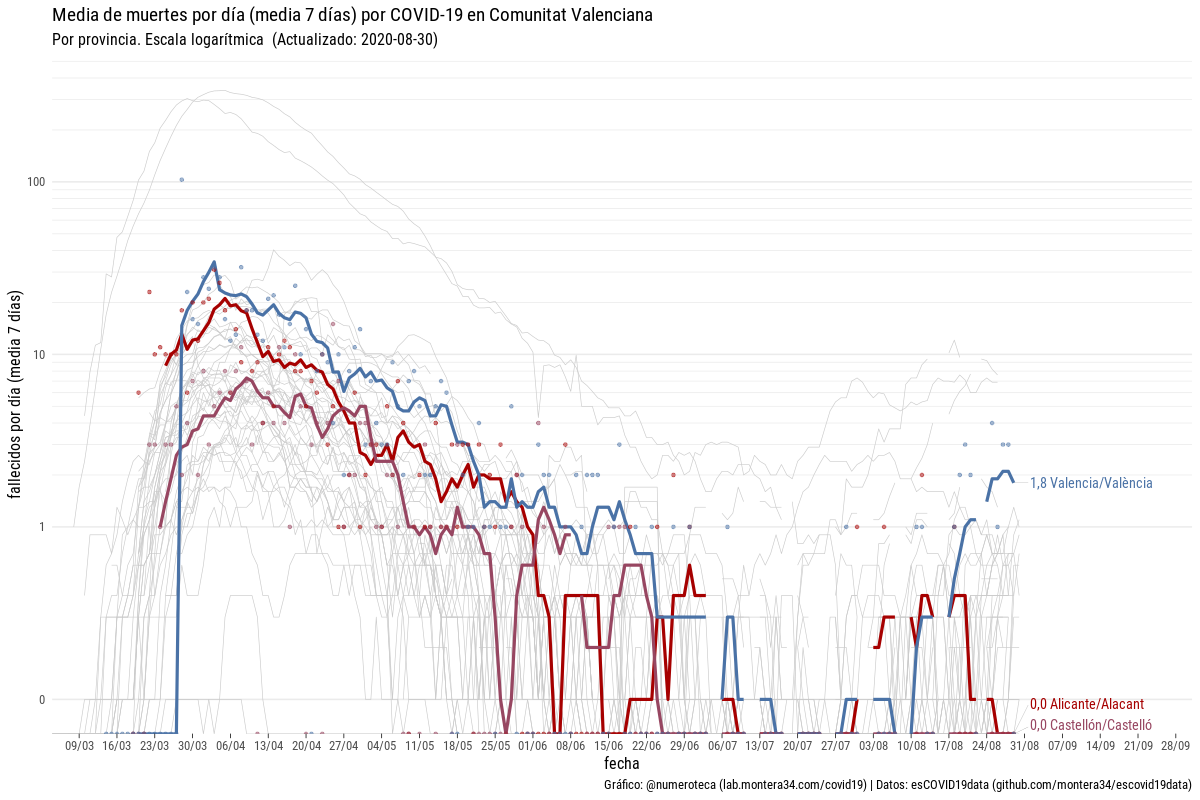 Media de muertes por día (media 7 días) por COVID-19 en Comunitat Valenciana
Por provincia. Escala logarítmica (Actualizado: 2020-08-30)
fallecidos por día (media 7 días)
100
10
1
0
1,8 Valencia/València
0,0 Alicante/Alacant
0,0 Castellón/Castelló
09/03 16/03 23/03 30/03 06/04 13/04 20/04 27/04 04/05 11/05 18/05 25/05 01/06 08/06 15/06 22/06 29/06 06/07 13/07 20/07 27/07 03/08 10/08 17/08 24/08 31/08 07/09 14/09 21/09 28/09
fecha
Gráfico: @numeroteca (lab.montera34.com/covid19) | Datos: esCOVID19data (github.com/montera34/escovid19data)